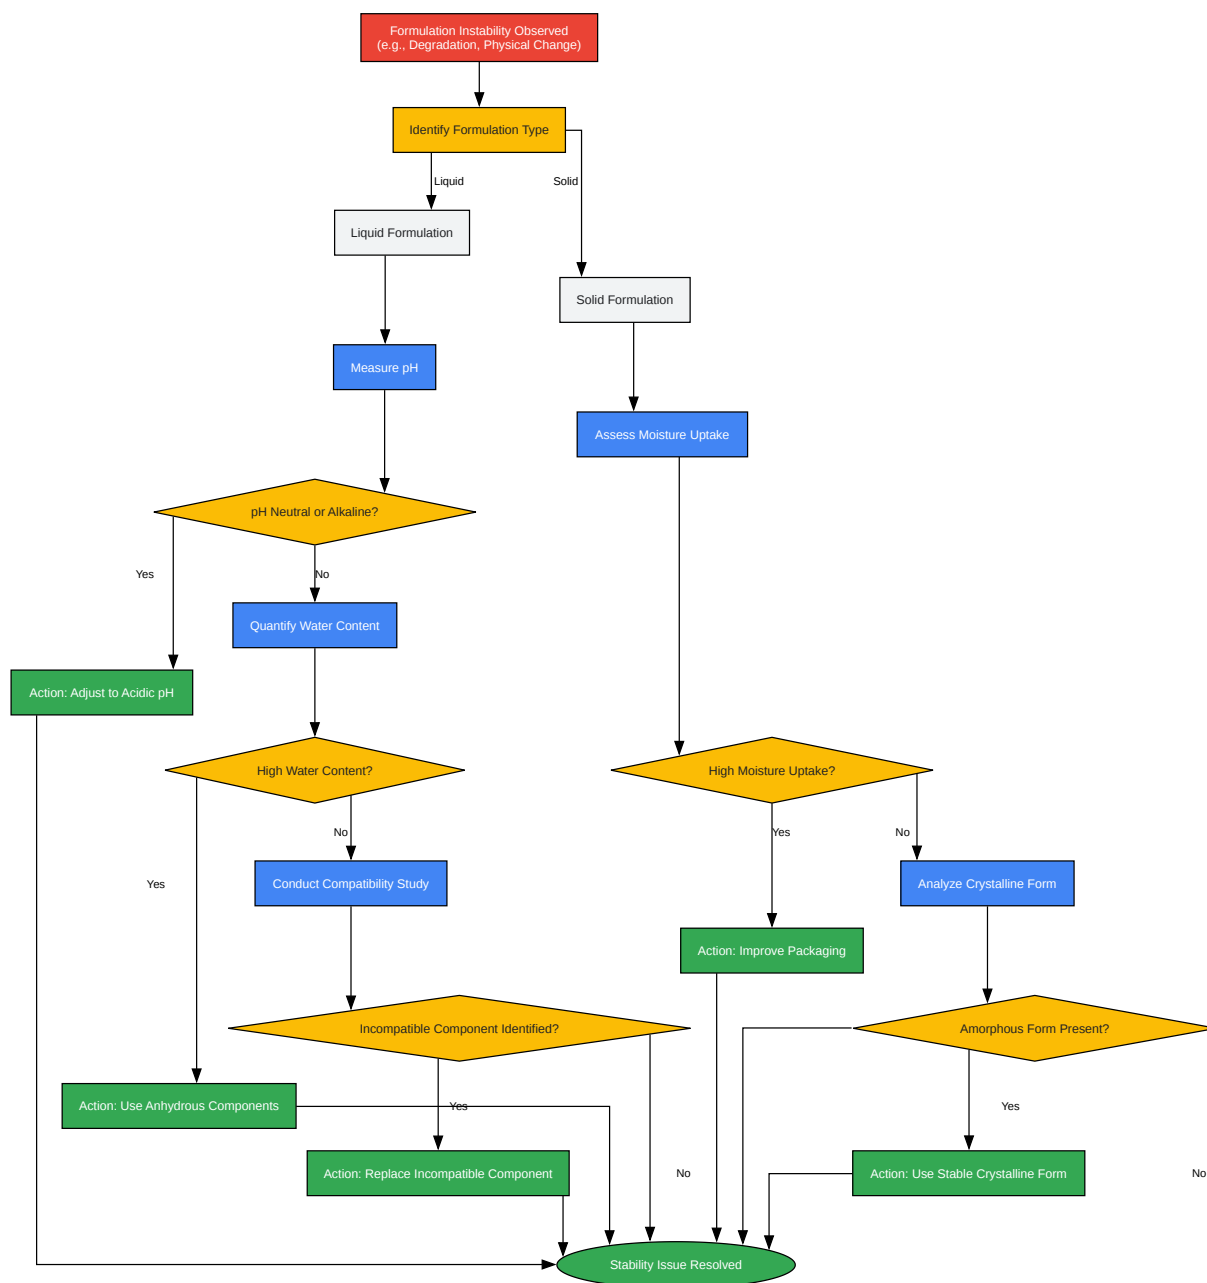 Formulation Instability Observed
(e.g., Degradation, Physical Change)
Identify Formulation Type
Liquid
Solid
Liquid Formulation
Solid Formulation
Measure pH
Assess Moisture Uptake
pH Neutral or Alkaline?
Yes
No
Quantify Water Content
Action: Adjust to Acidic pH
High Water Content?
High Moisture Uptake?
No
Yes
No
Yes
Conduct Compatibility Study
Analyze Crystalline Form
Action: Improve Packaging
Incompatible Component Identified?
Amorphous Form Present?
Action: Use Anhydrous Components
Yes
Yes
Action: Replace Incompatible Component
No
Action: Use Stable Crystalline Form
No
Stability Issue Resolved